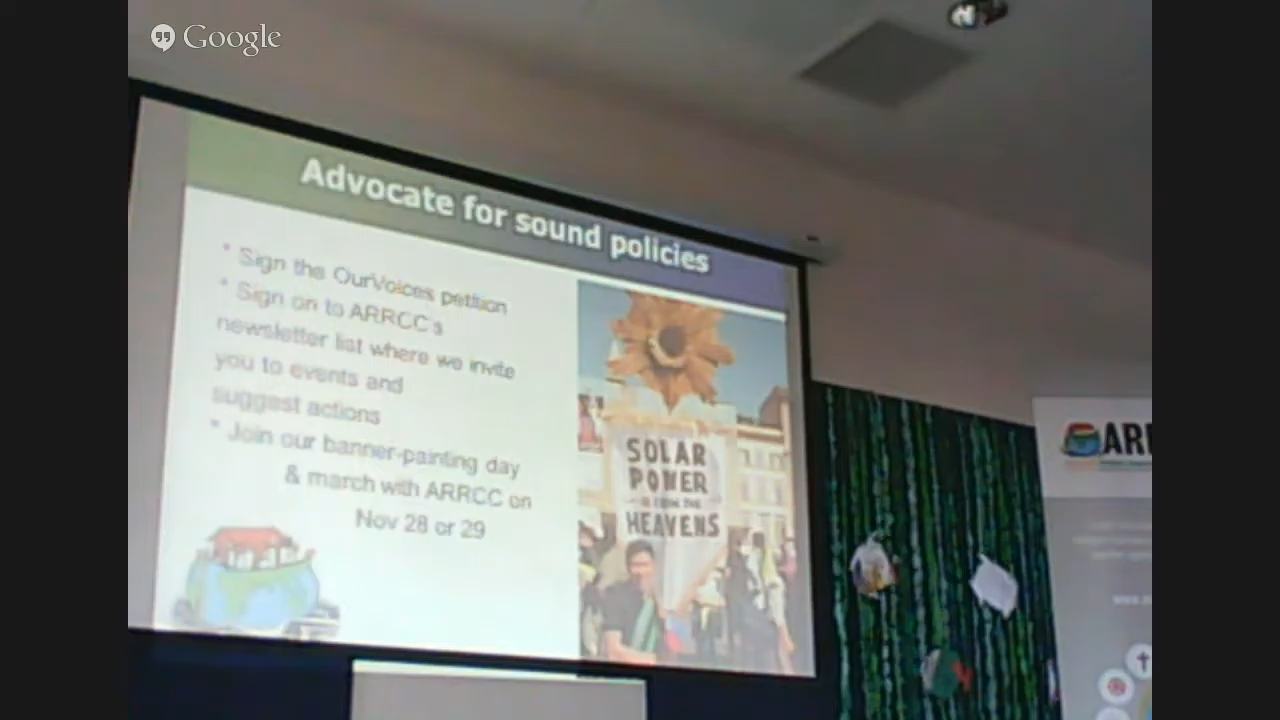 Google
Advocate for sound policies
* Sign the OurVoices petition
* Sign on to ARRCC's
newsletter list where we invite
you to events and
suggest actions
* Join our banner-painting day
& march with ARRCC on
Nov 28 or 29
SOLAR
POWER
IS FROM THE
HEAVENS
ARR